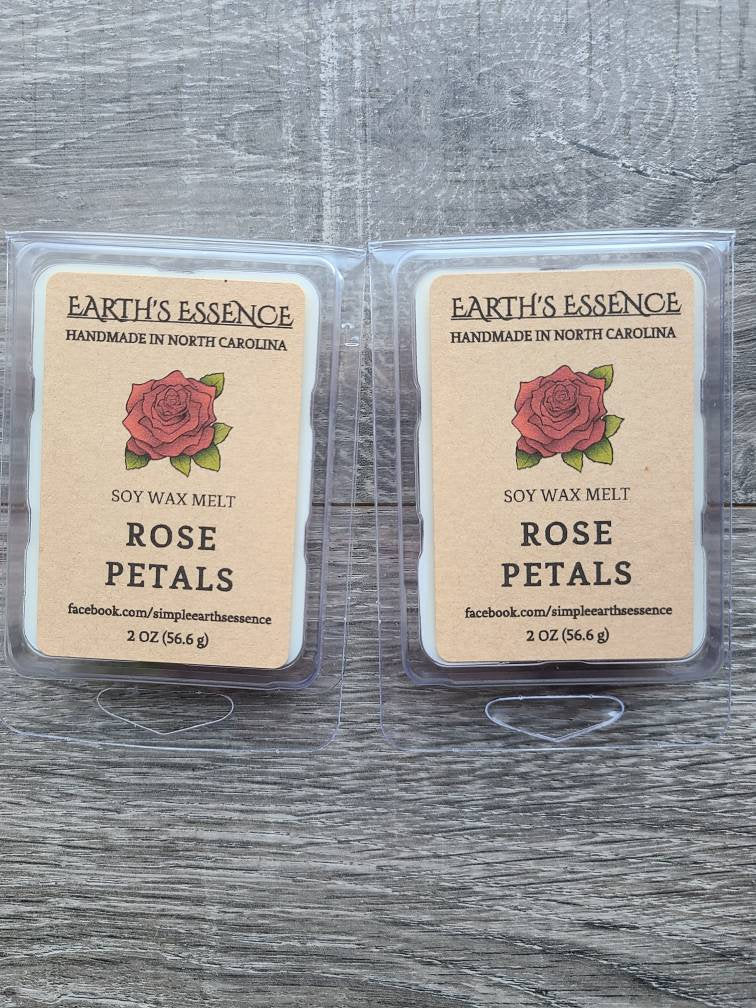 EARTH'S ESSENCE
HANDMADE IN NORTH CAROLINA
SOY WAX MELT
ROSE
PETALS
facebook.com/simpleearthsessence
2 OZ (56.6 g)
EARTH'S ESSENCE
HANDMADE IN NORTH CAROLINA
SOY WAX MELT
ROSE
PETALS
facebook.com/simpleearthsessence
2 OZ (56.6 g)